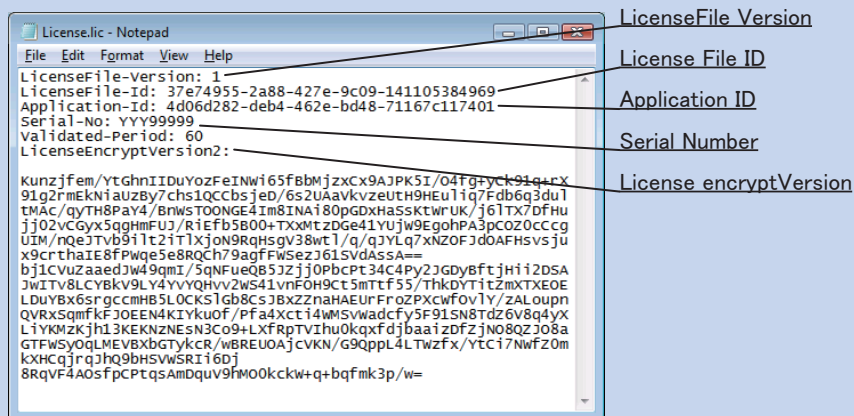 License.lic - Notepad
File Edit Format View Help
LicenseFile-Version: 1
LicenseFile-Id: 37e74955-2a88-427e-9c09-141105384969
Application-Id: 4d06d282-deb4-462e-bd48-71167c117401
Serial-No: YYY99999
Validated-Period: 60
LicenseEncryptVersion2:
Kunzjfem/YtGhnIIDuYozFeINWi65fBbMjzxCx9AJPK5I/O4fg+yCk91q+rX
91g2rmEkNiaUzBy7chs1QCCbsjeD/6s2UAaVkvzeUtH9HEuliq7Fdb6q3dul
tMAc/qyTH8PaY4/BnWsTOONGE4Im8INAi80pGDxHaSsKtWrUK/j6lTX7DfHu
jj02vCGyx5qgHmFUJ/RiEfb5B00+TXxMtzDGe41YUjW9EgohPA3pCOZ0cCcg
UIM/nQeJTvb9ilt2iTlXjoN9RqHsgV38wtl/q/qJYLq7xNZOFJdOAFHsvsju
x9crthaIE8fPWqe5e8RQCh79agfFWSezJ61SVdAssA==
bj1CVuZaaedJW49qmI/5qNFueQB5JZjj0PbcPt34C4Py2JGDyBftjHii2DSA
JwITv8LCYBkV9LY4YvYQHvv2WS41vnFOH9Ct5mTtf55/ThkDYTitZmXTXEOE
LDuYBx6srgccmHB5L0CKSlGb8CsJBxZZnaHAEUrFroZPXcWfOvlY/zALoupn
QVRxSqmfkFJOEEN4KIYkuOf/Pfa4Xcti4WMSvWadcfy5F91SN8TdZ6V8q4yX
LiYKMzKjh13KEKNzNEsN3Co9+LXfRpTVIhu0kqxfdjbaaizDfZjNO8QZJO8a
GTFWSyOqLMEVBXbGTykcR/wBREUOAjcVKN/G9QppL4LTWzfx/YtCi7NWfZ0m
kXHCqjrqJhQ9bHSVWSRIi6Dj
8RqVF4AOsfpCPtqsAmDquV9hMO0kckW+q+bqfmk3p/w=
LicenseFile Version
License File ID
Application ID
Serial Number
License encryptVersion